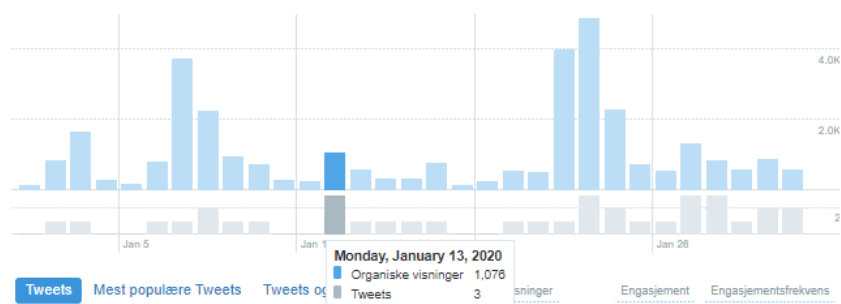 4.0K
2.0K
2
Jan 5
Jan 1
Jan 26
Monday, January 13, 2020
Organiske visninger 1,076
Tweets 3
Tweets Mest populære Tweets Tweets og sninger Engasjement Engasjementsfrekvens